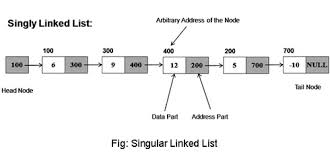 Singly Linked List:
Arbitrary Address of the Node
100 300 400 200 700
100 6 300 9 400 12 200 5 700 -10 NULL
Head Node Tail Node
Data Part Address Part
Fig: Singular Linked List